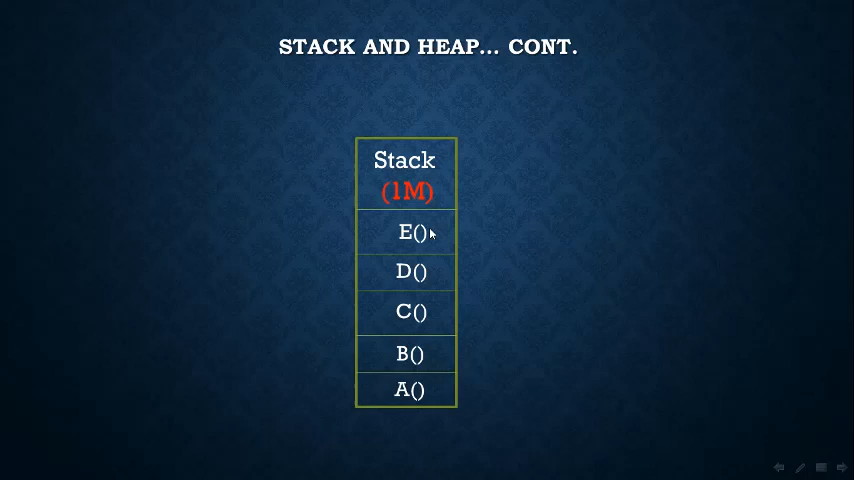 STACK AND HEAP... CONT.
Stack
(1M)
E()
D()
C()
B()
A()